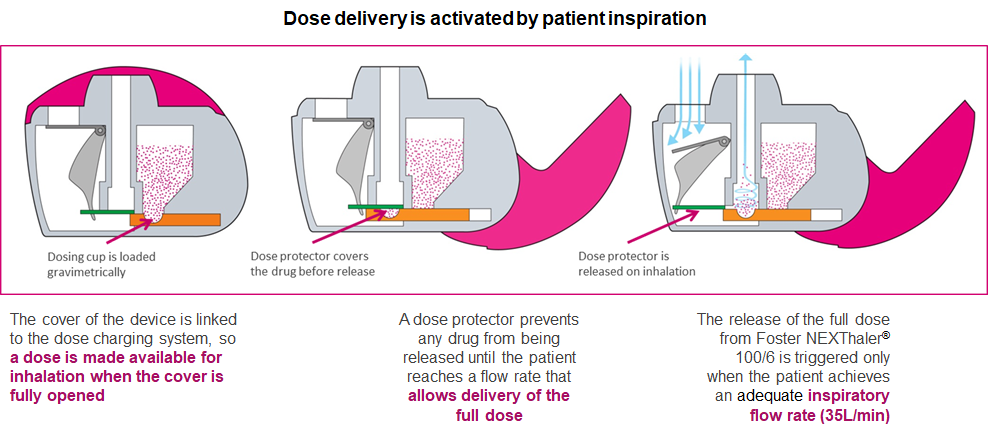 Dose delivery is activated by patient inspiration
Dosing cup is loaded
gravimetrically
Dose protector covers
the drug before release
Dose protector is
released on inhalation
The cover of the device is linked
to the dose charging system, so
a dose is made available for
inhalation when the cover is
fully opened
A dose protector prevents
any drug from being
released until the patient
reaches a flow rate that
allows delivery of the
full dose
The release of the full dose
from Foster NEXThaler®
100/6 is triggered only
when the patient achieves
an adequate inspiratory
flow rate (35L/min)